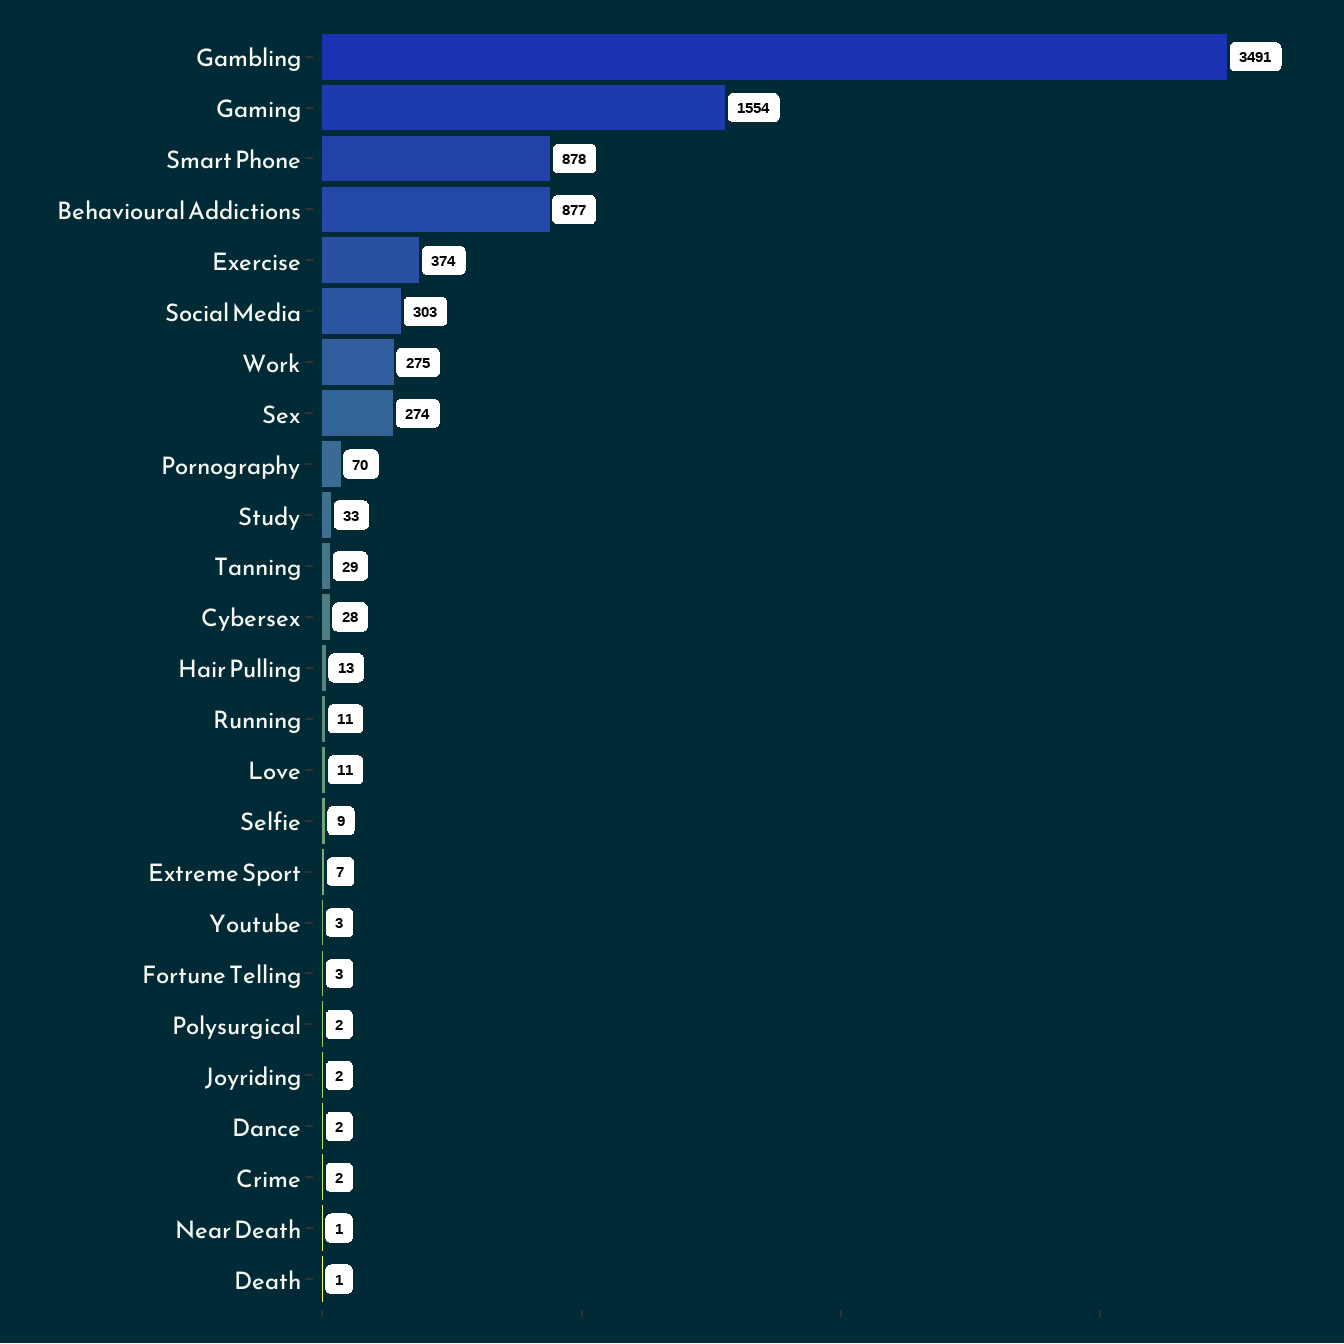 Gambling 3491
Gaming 1554
Smart Phone 878
Behavioural Addictions 877
Exercise 374
Social Media 303
Work 275
Sex 274
Pornography 70
Study 33
Tanning 29
Cybersex 28
Hair Pulling 13
Running 11
Love 11
Selfie 9
Extreme Sport 7
Youtube 3
Fortune Telling 3
Polysurgical 2
Joyriding 2
Dance 2
Crime 2
Near Death 1
Death 1